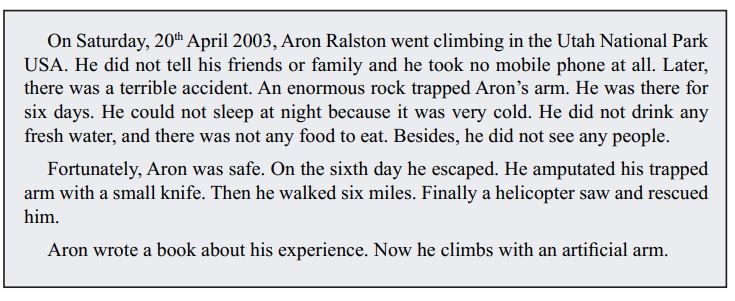 On Saturday, 20th April 2003, Aron Ralston went climbing in the Utah National Park
USA. He did not tell his friends or family and he took no mobile phone at all. Later,
there was a terrible accident. An enormous rock trapped Aron's arm. He was there for
six days. He could not sleep at night because it was very cold. He did not drink any
fresh water, and there was not any food to eat. Besides, he did not see any people.
Fortunately, Aron was safe. On the sixth day he escaped. He amputated his trapped
arm with a small knife. Then he walked six miles. Finally a helicopter saw and rescued
him.
Aron wrote a book about his experience. Now he climbs with an artificial arm.